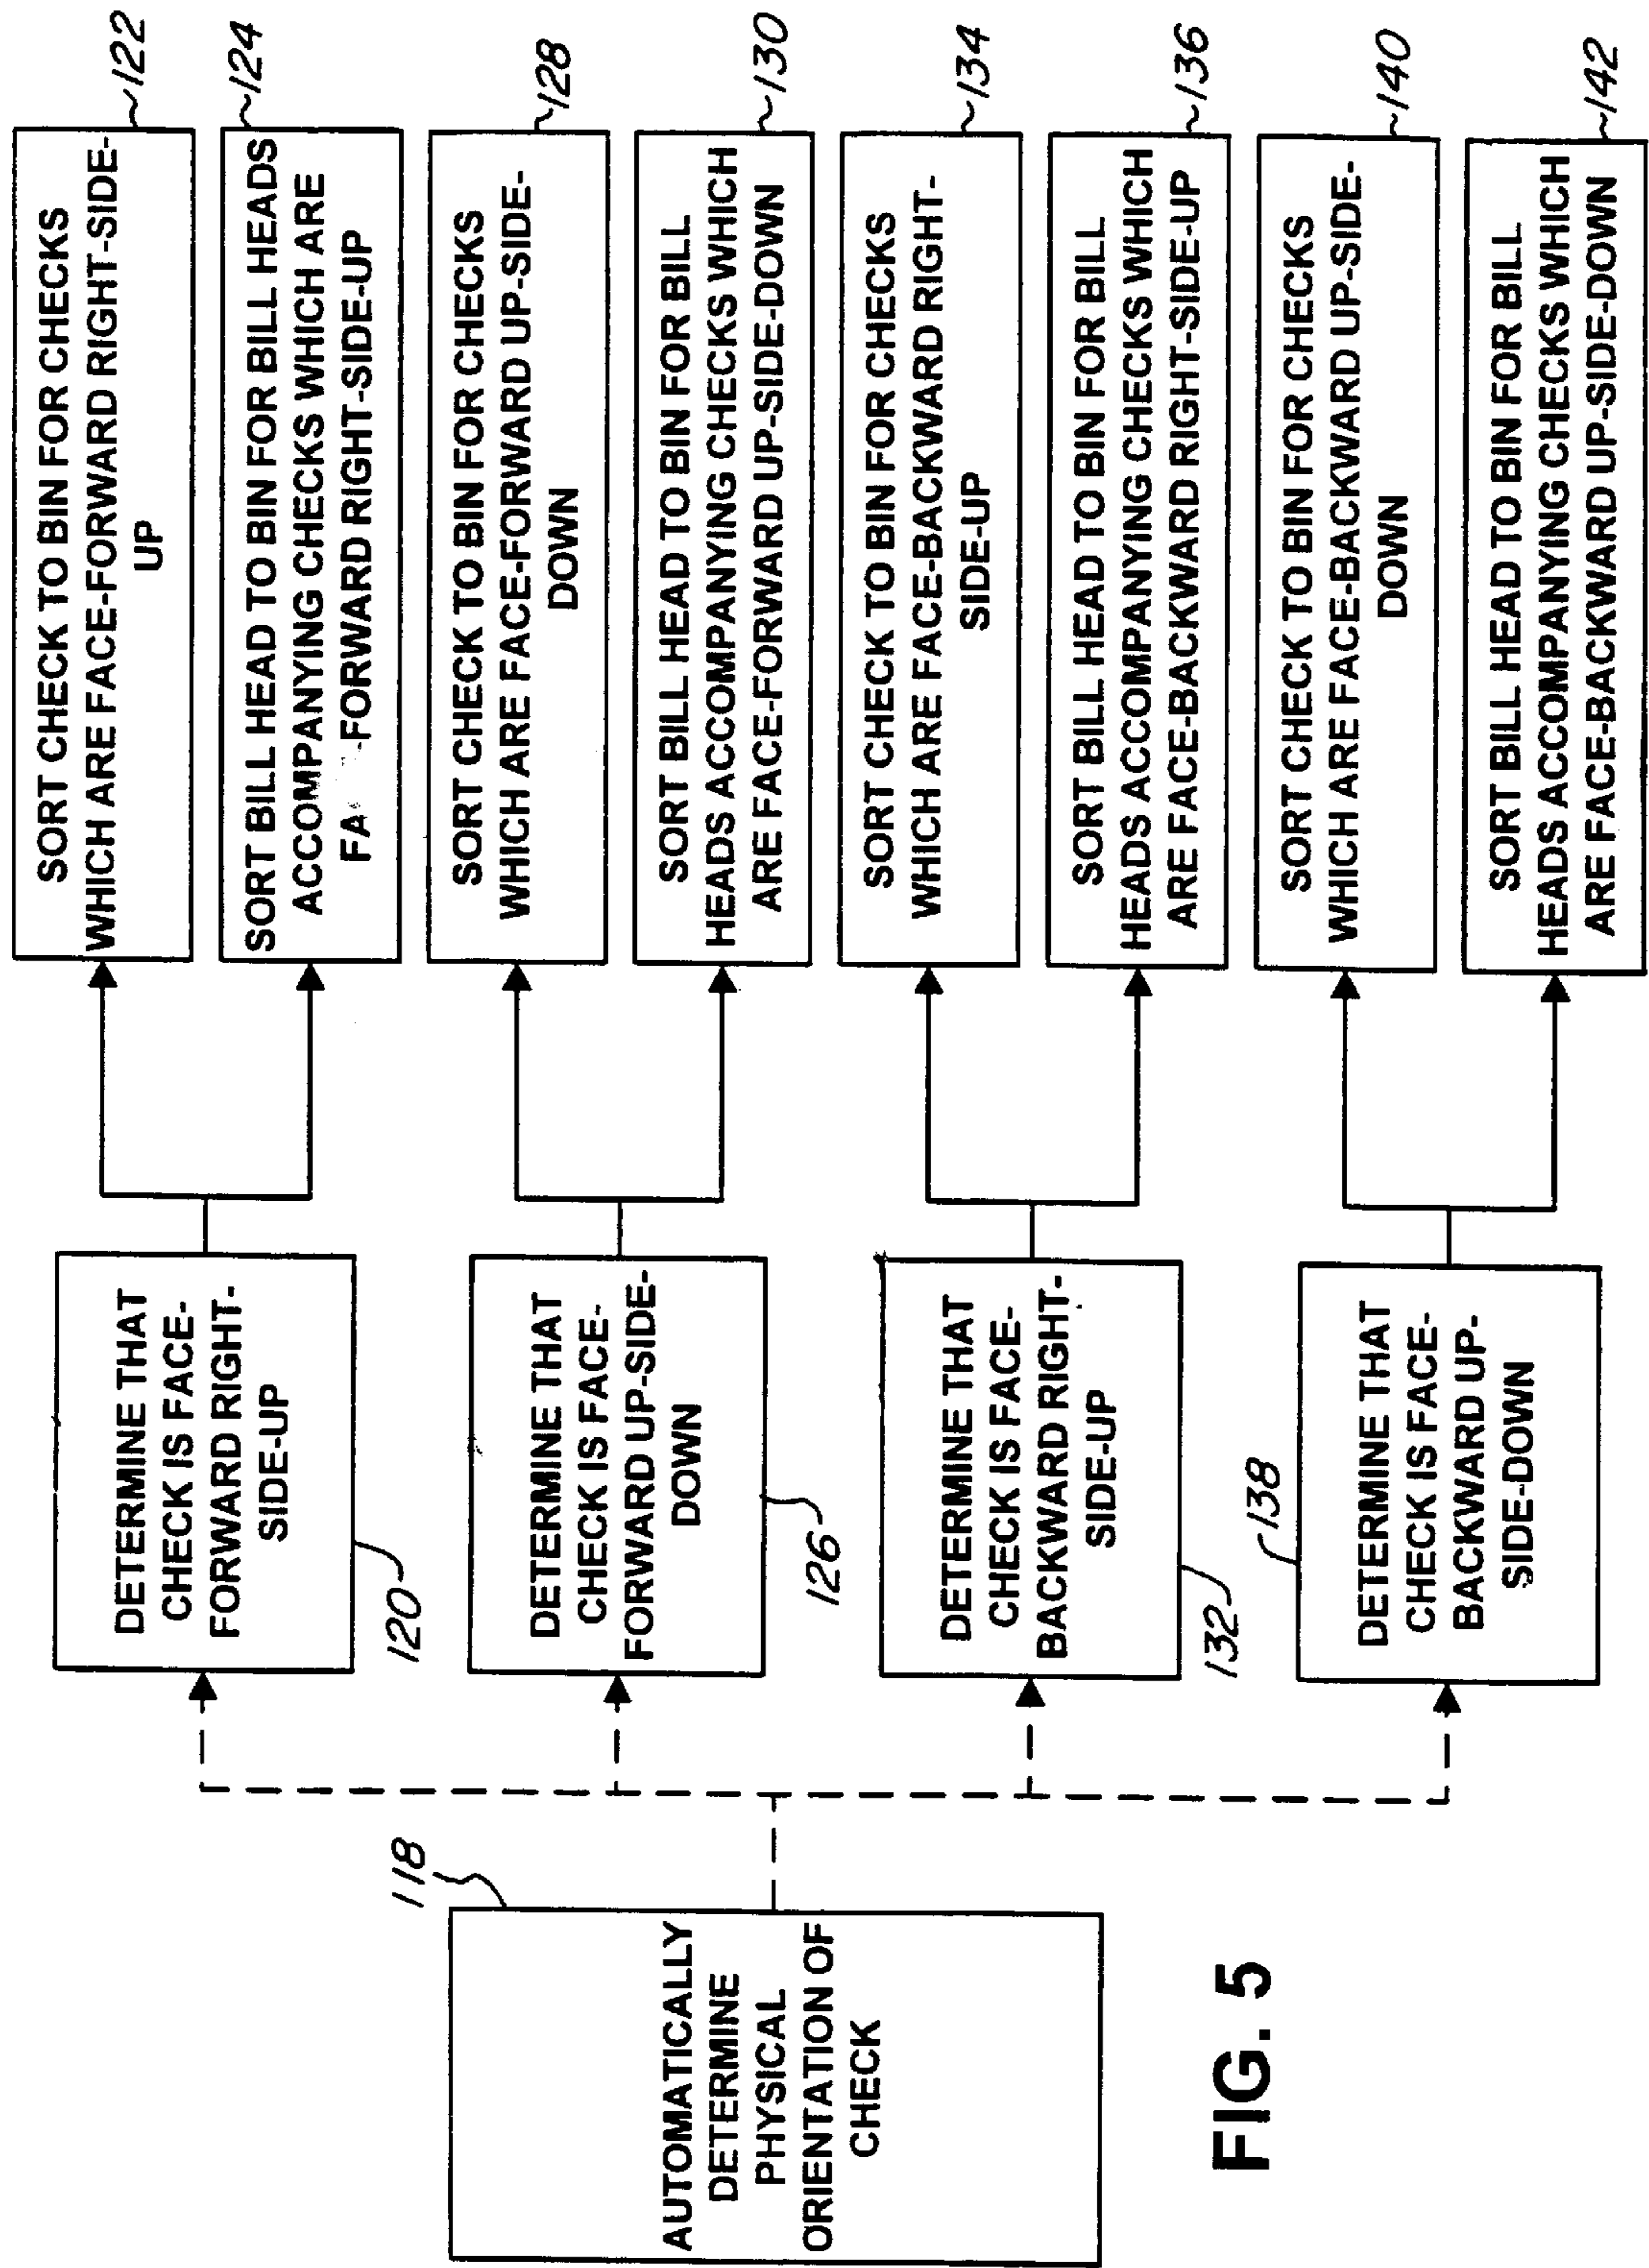 AUTOMATICALLY
DETERMINE
PHYSICAL
ORIENTATION OF
CHECK
118
DETERMINE THAT
CHECK IS FACE-
FORWARD RIGHT-
SIDE-UP
120
SORT CHECK TO BIN FOR CHECKS
WHICH ARE FACE-FORWARD RIGHT-SIDE-
UP
122
SORT BILL HEAD TO BIN FOR BILL HEADS
ACCOMPANYING CHECKS WHICH ARE
FA -FORWARD RIGHT-SIDE-UP
124
DETERMINE THAT
CHECK IS FACE-
FORWARD UP-SIDE-
DOWN
126
SORT CHECK TO BIN FOR CHECKS
WHICH ARE FACE-FORWARD UP-SIDE-
DOWN
128
SORT BILL HEAD TO BIN FOR BILL
HEADS ACCOMPANYING CHECKS WHICH
ARE FACE-FORWARD UP-SIDE-DOWN
130
DETERMINE THAT
CHECK IS FACE-
BACKWARD RIGHT-
SIDE-UP
132
SORT CHECK TO BIN FOR CHECKS
WHICH ARE FACE-BACKWARD RIGHT-
SIDE-UP
134
SORT BILL HEAD TO BIN FOR BILL
HEADS ACCOMPANYING CHECKS WHICH
ARE FACE-BACKWARD RIGHT-SIDE-UP
136
DETERMINE THAT
CHECK IS FACE-
BACKWARD UP-
SIDE-DOWN
138
SORT CHECK TO BIN FOR CHECKS
WHICH ARE FACE-BACKWARD UP-SIDE-
DOWN
140
SORT BILL HEAD TO BIN FOR BILL
HEADS ACCOMPANYING CHECKS WHICH
ARE FACE-BACKWARD UP-SIDE-DOWN
142
FIG. 5